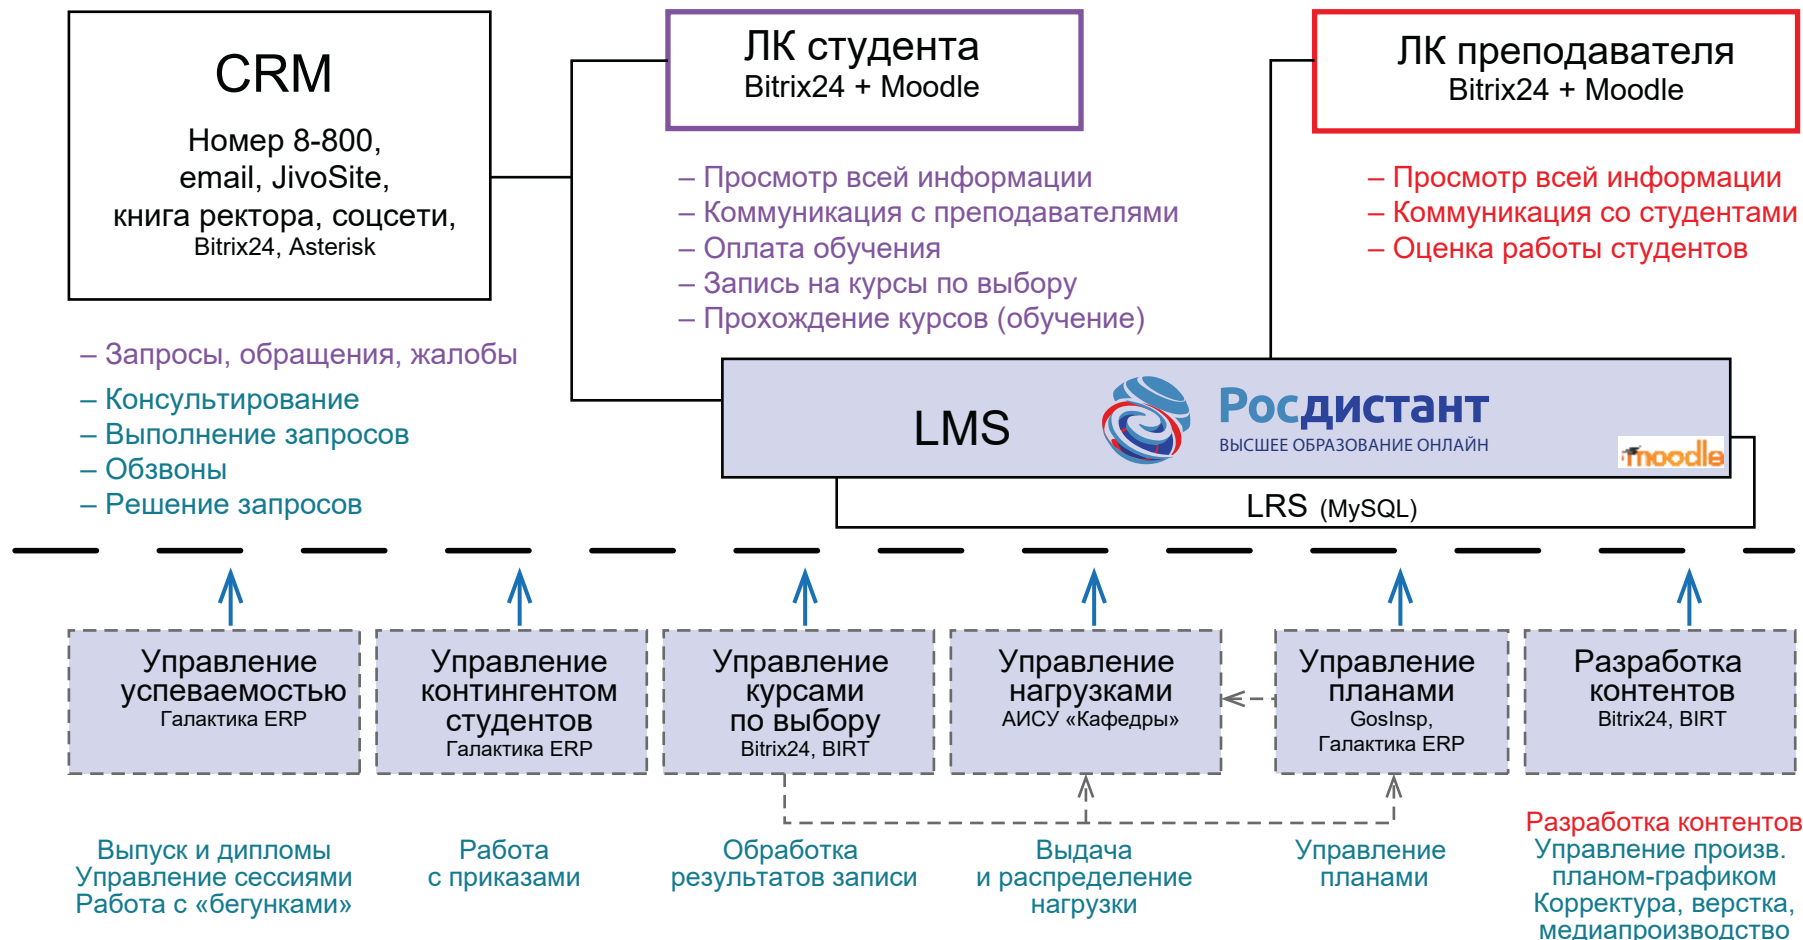 CRM
Номер 8-800,
email, JivoSite,
книга ректора, соцсети,
Bitrix24, Asterisk
– Запросы, обращения, жалобы
– Консультирование
– Выполнение запросов
– Обзвоны
– Решение запросов
ЛК студента
Bitrix24 + Moodle
– Просмотр всей информации
– Коммуникация с преподавателями
– Оплата обучения
– Запись на курсы по выбору
– Прохождение курсов (обучение)
ЛК преподавателя
Bitrix24 + Moodle
– Просмотр всей информации
– Коммуникация со студентами
– Оценка работы студентов
LMS
Росдистант
ВЫСШЕЕ ОБРАЗОВАНИЕ ОНЛАЙН
moodle
LRS (MySQL)
Управление
успеваемостью
Галактика ERP
Управление
контингентом
студентов
Галактика ERP
Управление
курсами
по выбору
Bitrix24, BIRT
Управление
нагрузками
АИСУ «Кафедры»
Управление
планами
GosInsp,
Галактика ERP
Разработка
контентов
Bitrix24, BIRT
Выпуск и дипломы
Управление сессиями
Работа с «бегунками»
Работа
с приказами
Обработка
результатов записи
Выдача
и распределение
нагрузки
Управление
планами
Разработка контентов
Управление произв.
планом-графиком
Корректура, верстка,
медиапроизводство